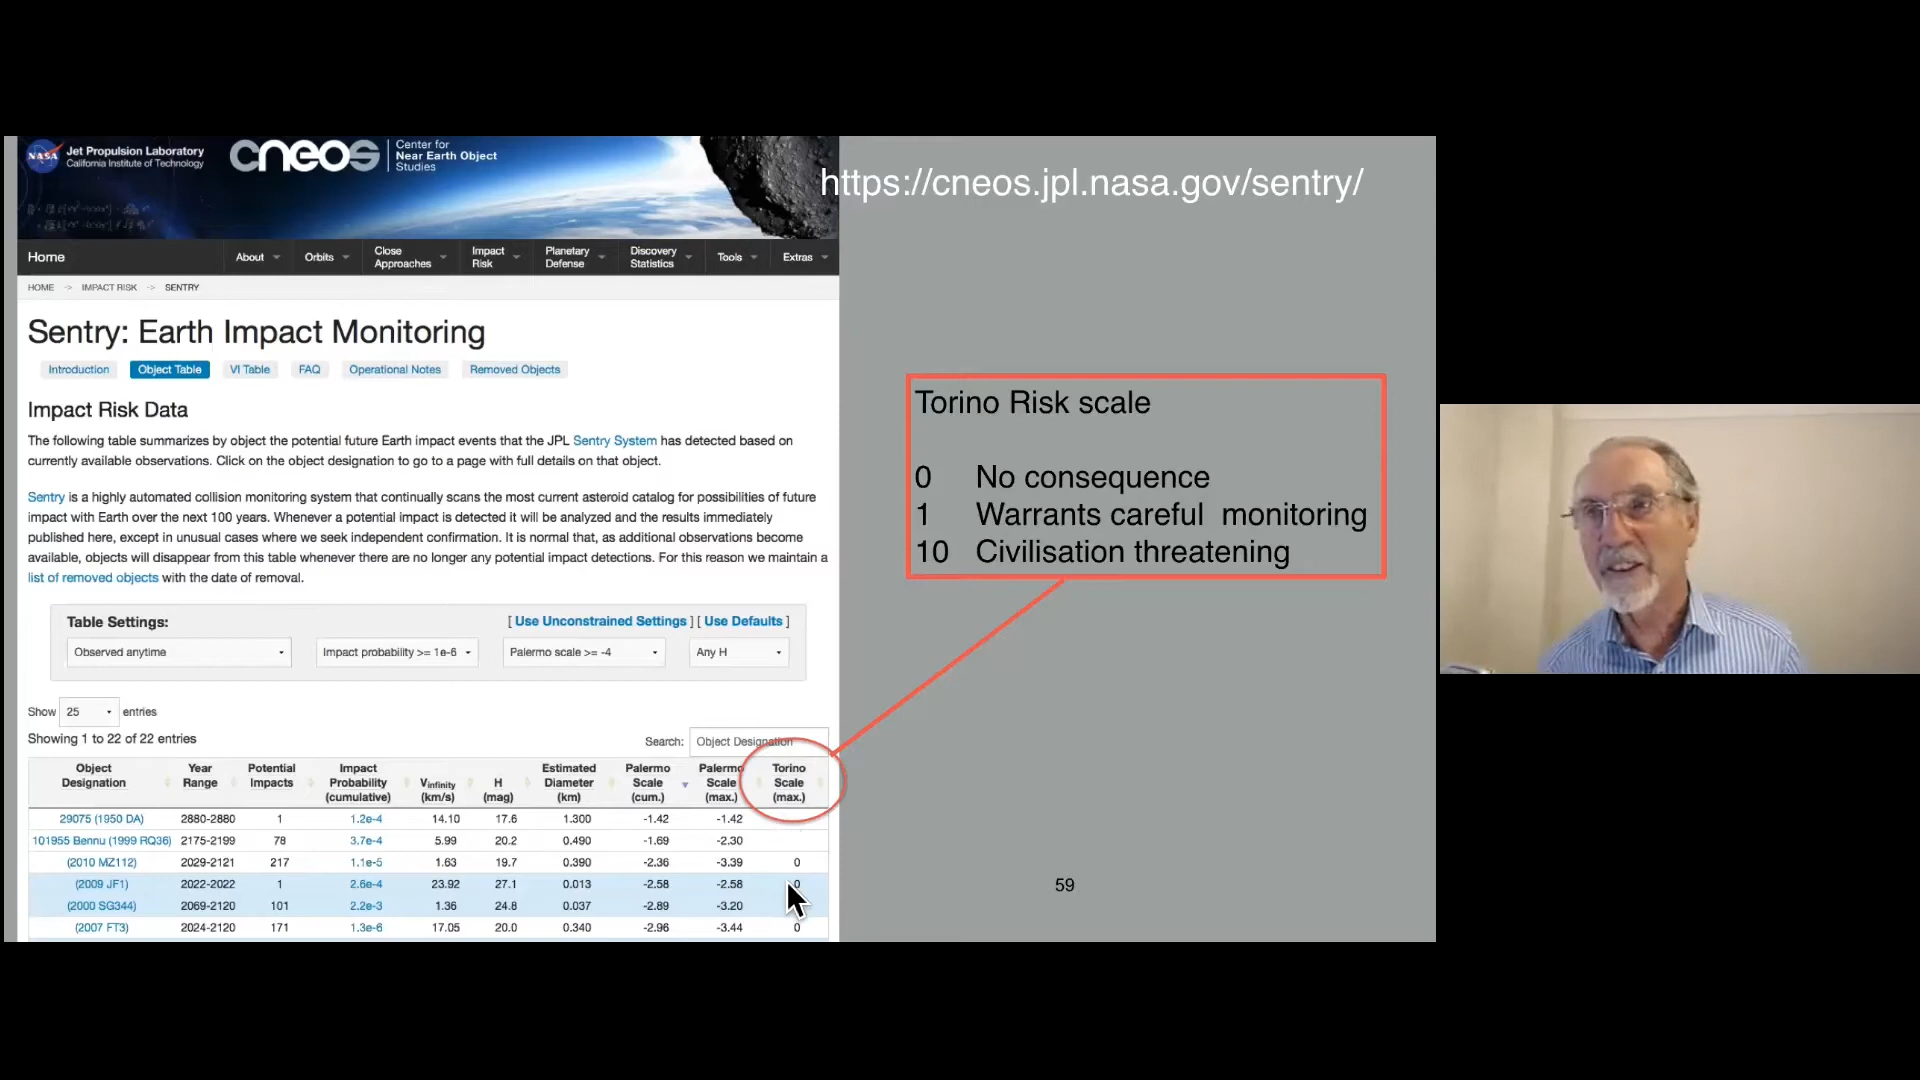 NASA
Jet Propulsion Laboratory
California Institute of Technology
cneos
Center for
Near Earth Object
Studies
https://cneos.jpl.nasa.gov/sentry/
Home About Orbits Close Approaches Impact Risk Planetary Defense Discovery Statistics Tools Extras
HOME -> IMPACT RISK -> SENTRY
Sentry: Earth Impact Monitoring
Introduction Object Table VI Table FAQ Operational Notes Removed Objects
Impact Risk Data
The following table summarizes by object the potential future Earth impact events that the JPL Sentry System has detected based on
currently available observations. Click on the object designation to go to a page with full details on that object.
Sentry is a highly automated collision monitoring system that continually scans the most current asteroid catalog for possibilities of future
impact with Earth over the next 100 years. Whenever a potential impact is detected it will be analyzed and the results immediately
published here, except in unusual cases where we seek independent confirmation. It is normal that, as additional observations become
available, objects will disappear from this table whenever there are no longer any potential impact detections. For this reason we maintain a
list of removed objects with the date of removal.
Table Settings: [ Use Unconstrained Settings ] [ Use Defaults ]
Observed anytime Impact probability >= 1e-6 Palermo scale >= -4 Any H
Show 25 entries
Showing 1 to 22 of 22 entries
Search: Object Designation
Object Designation Year Range Potential Impacts Impact Probability (cumulative) Vinfinity (km/s) H (mag) Estimated Diameter (km) Palermo Scale (cum.) Palermo Scale (max.) Torino Scale (max.)
29075 (1950 DA) 2880-2880 1 1.2e-4 14.10 17.6 1.300 -1.42 -1.42
101955 Bennu (1999 RQ36) 2175-2199 78 3.7e-4 5.99 20.2 0.490 -1.69 -2.30
(2010 MZ112) 2029-2121 217 1.1e-5 1.63 19.7 0.390 -2.36 -3.39 0
(2009 JF1) 2022-2022 1 2.6e-4 23.92 27.1 0.013 -2.58 -2.58 0
(2000 SG344) 2069-2120 101 2.2e-3 1.36 24.8 0.037 -2.89 -3.20
(2007 FT3) 2024-2120 171 1.3e-6 17.05 20.0 0.340 -2.96 -3.44 0
Torino Risk scale
0 No consequence
1 Warrants careful monitoring
10 Civilisation threatening
59